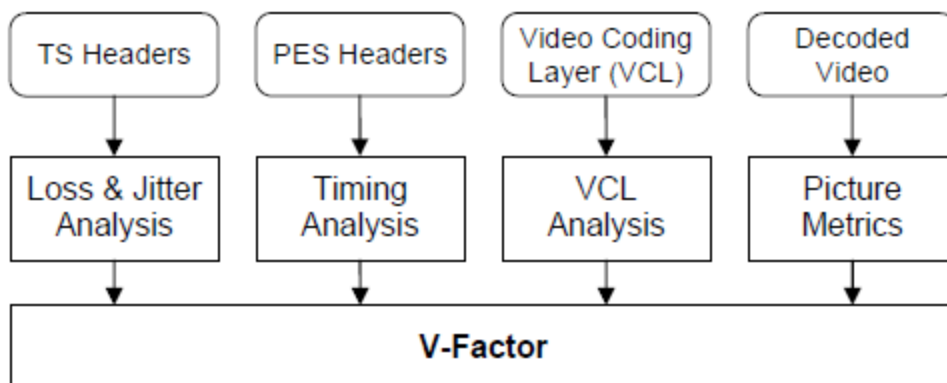 TS Headers
PES Headers
Video Coding
Layer (VCL)
Decoded
Video
Loss & Jitter
Analysis
Timing
Analysis
VCL
Analysis
Picture
Metrics
V-Factor